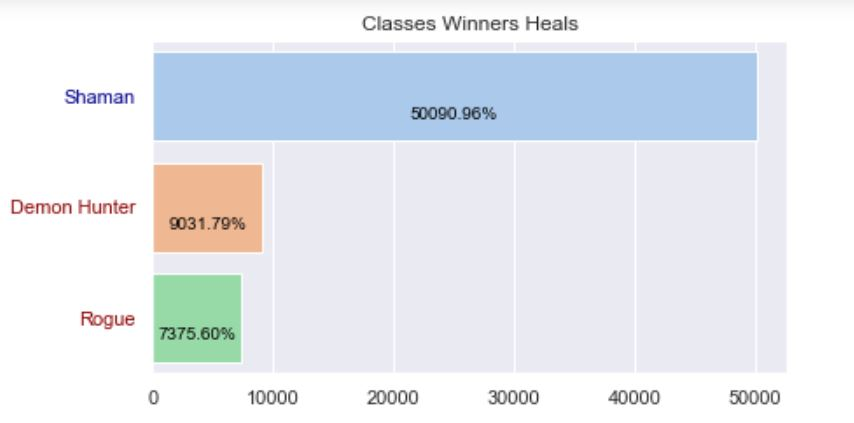 Classes Winners Heals
Shaman
50090.96%
Demon Hunter
9031.79%
Rogue
7375.60%
0 10000 20000 30000 40000 50000